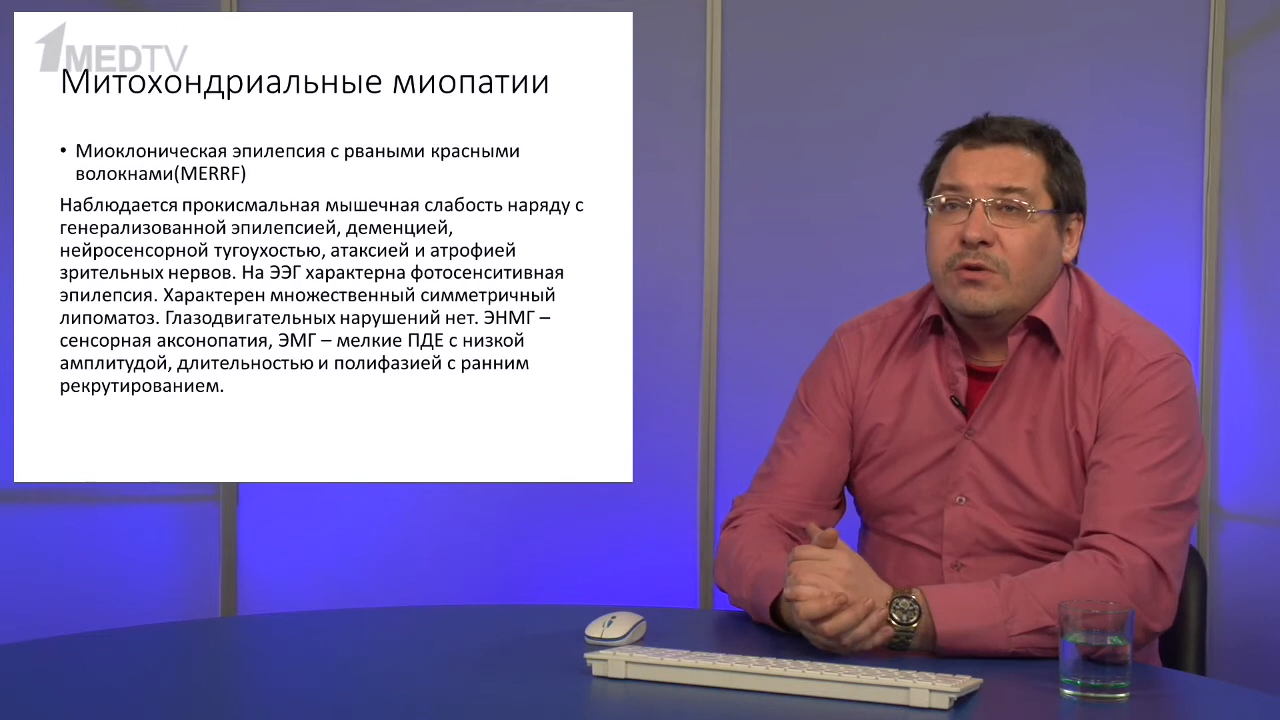 1MEDTV
Митохондриальные миопатии
• Миоклоническая эпилепсия с рваными красными
волокнами(MERRF)
Наблюдается прокисмальная мышечная слабость наряду с
генерализованной эпилепсией, деменцией,
нейросенсорной тугоухостью, атаксией и атрофией
зрительных нервов. На ЭЭГ характерна фотосенситивная
эпилепсия. Характерен множественный симметричный
липоматоз. Глазодвигательных нарушений нет. ЭНМГ –
сенсорная аксонопатия, ЭМГ – мелкие ПДЕ с низкой
амплитудой, длительностью и полифазией с ранним
рекрутированием.